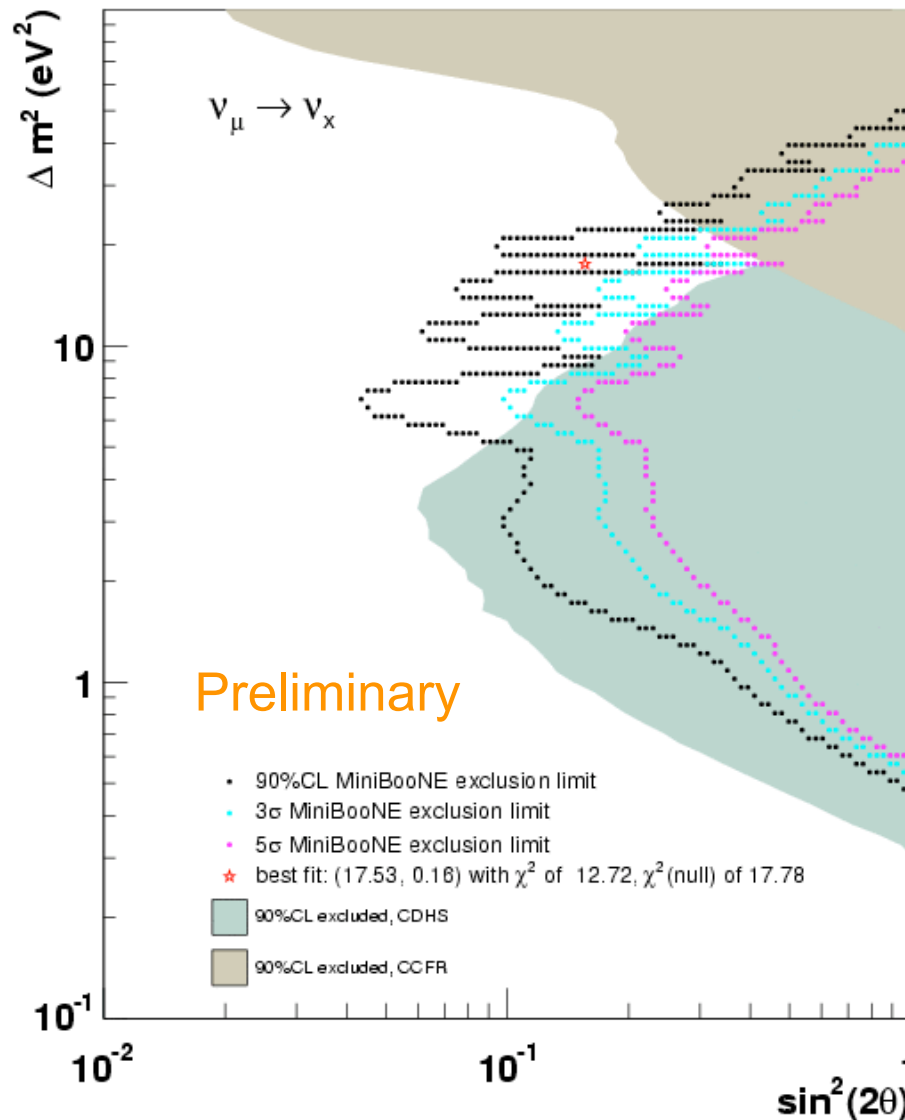 Δ m² (eV²)
ν_μ → ν_x
10
1
Preliminary
90%CL MiniBooNE exclusion limit
3σ MiniBooNE exclusion limit
5σ MiniBooNE exclusion limit
best fit: (17.53, 0.16) with χ² of 12.72, χ²(null) of 17.78
90%CL excluded, CDHS
90%CL excluded, CCFR
10⁻¹
10⁻² 10⁻¹
sin²(2θ)